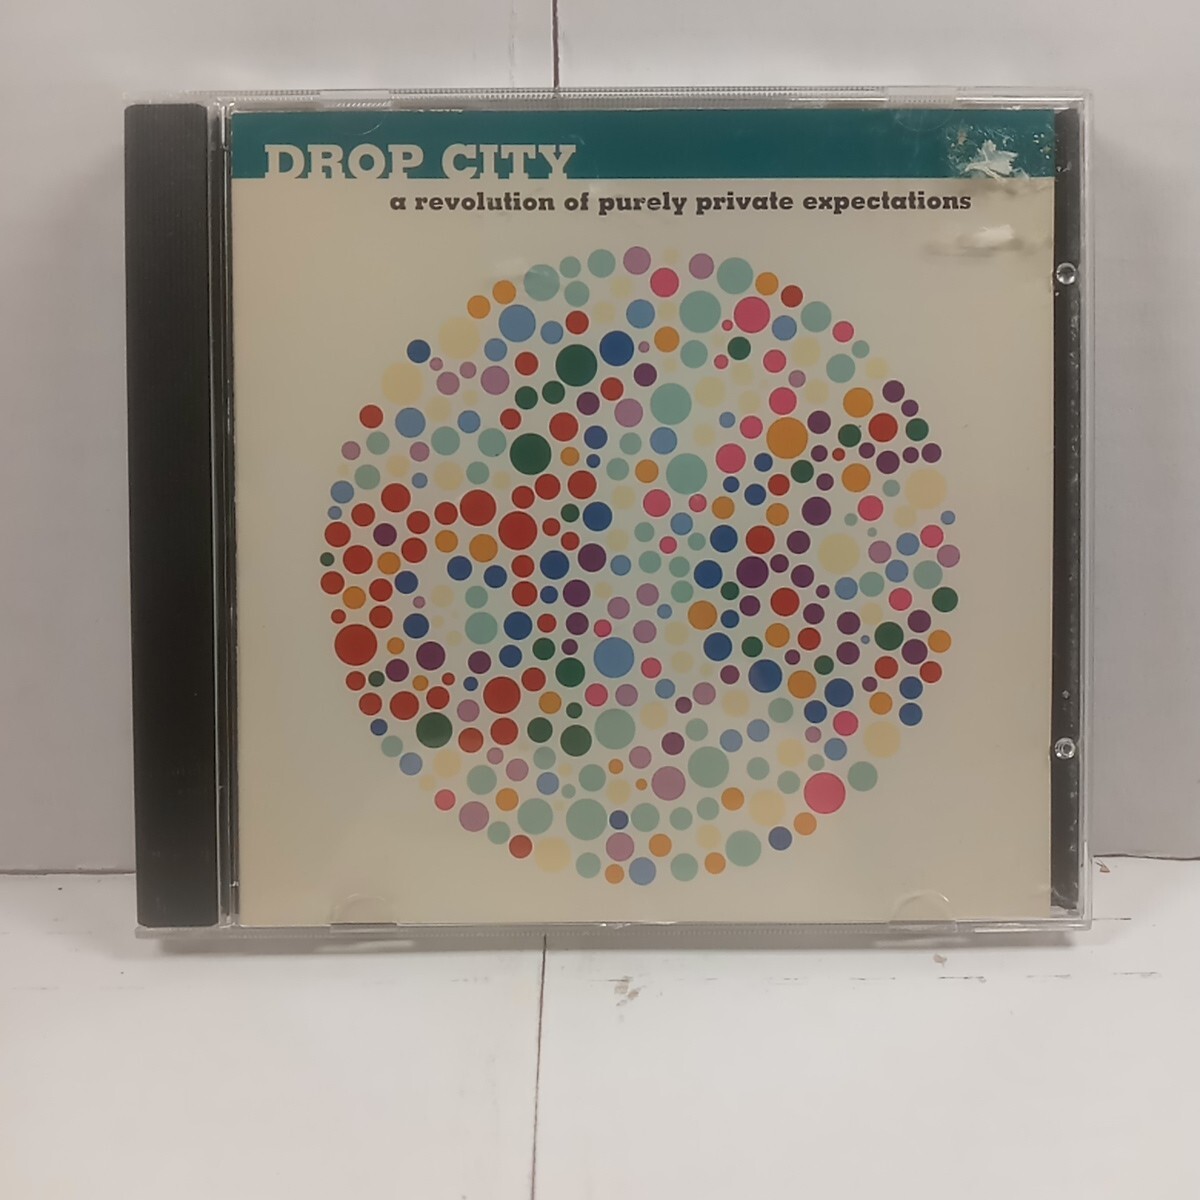 DROP CITY
a revolution of purely private expectations